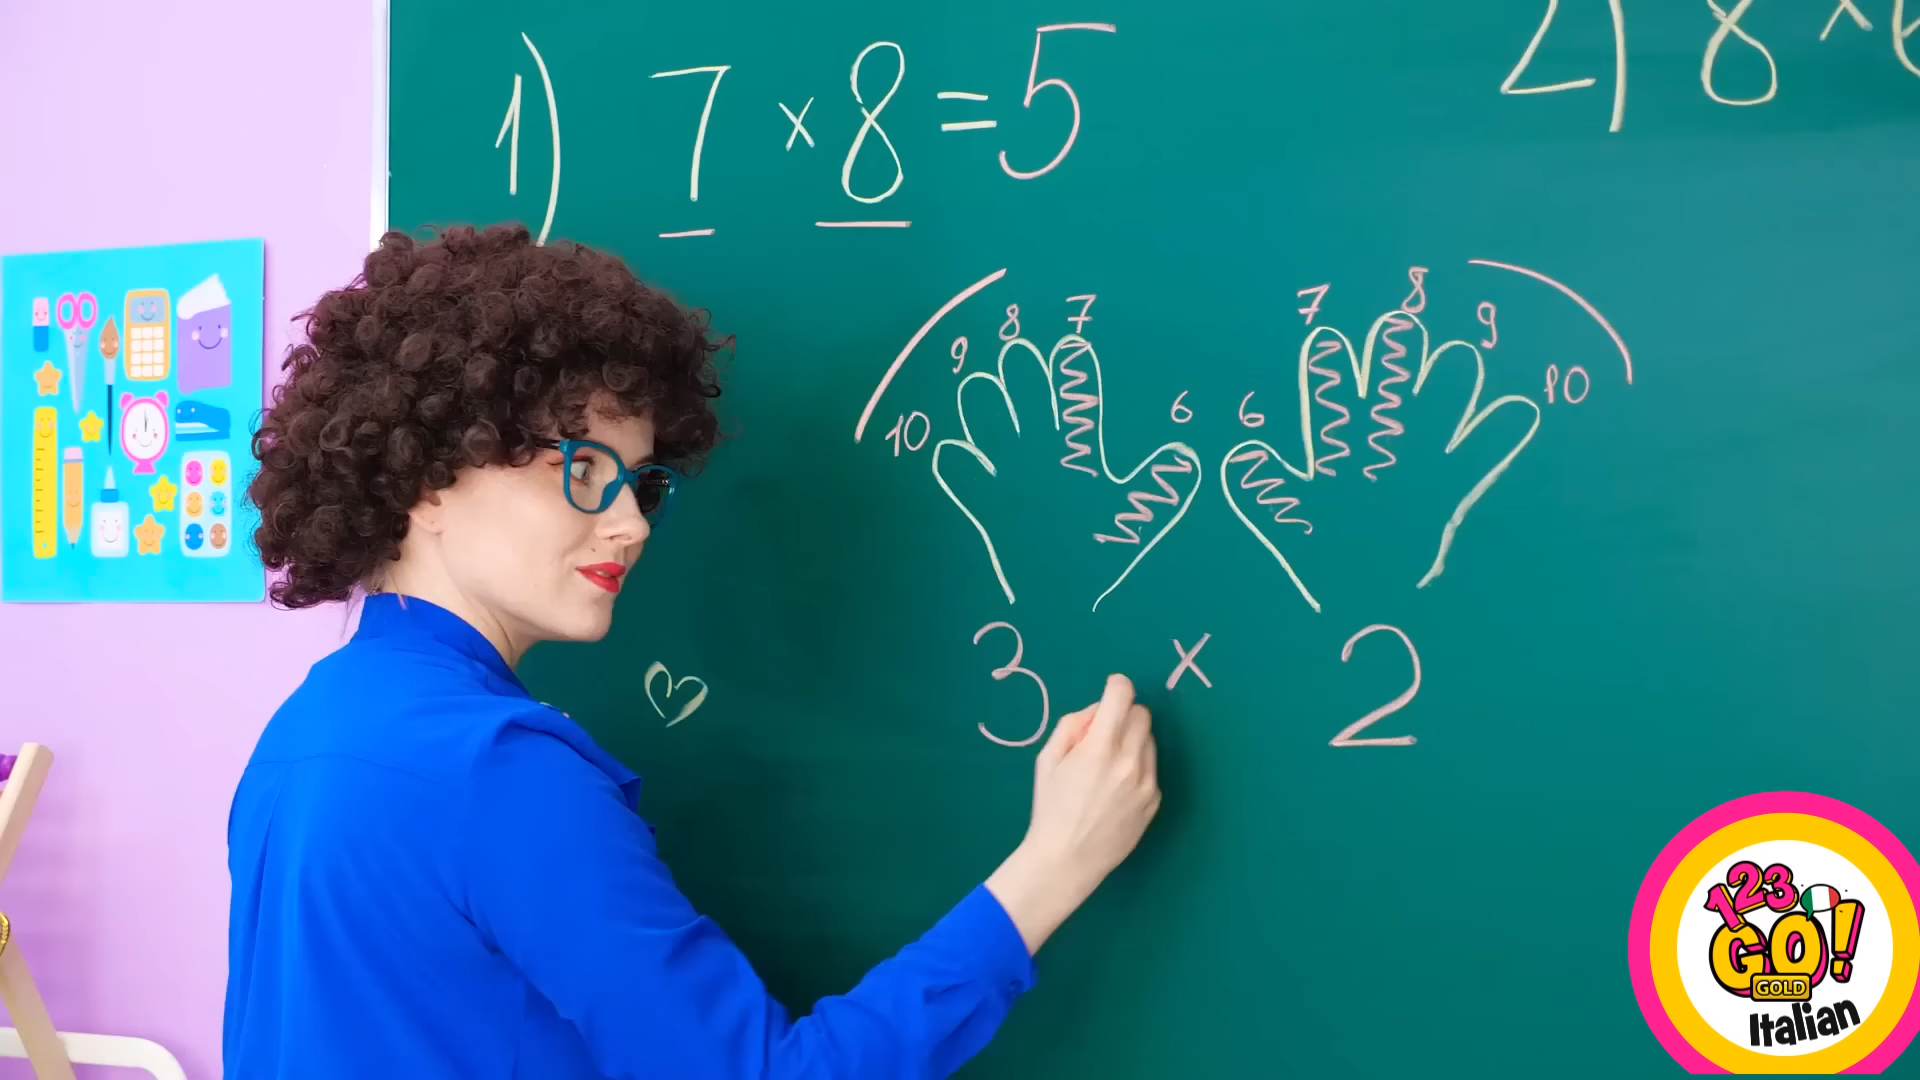 1) 7 × 8 = 5
2) 8 ×
10 9 8 7 6
6 7 8 9 10
3 × 2
123
GO!
GOLD
Italian